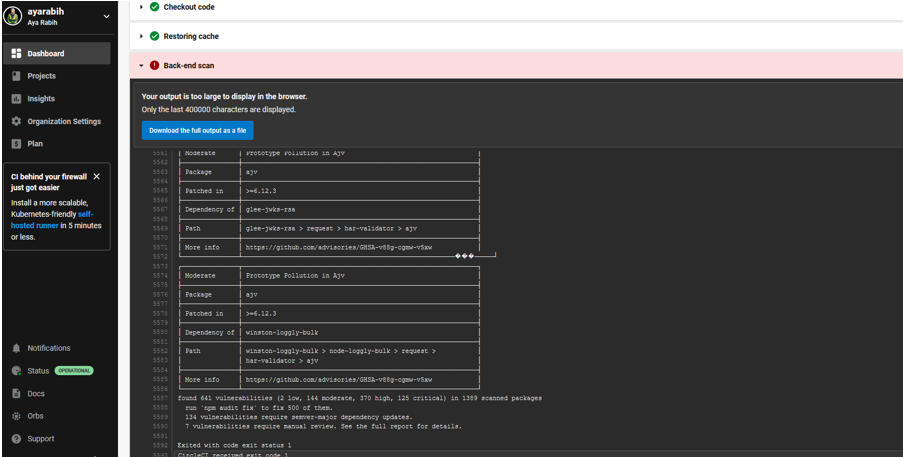 ayarabih
Aya Rabih
Dashboard
Projects
Insights
Organization Settings
Plan
CI behind your firewall
just got easier
Install a more scalable,
Kubernetes-friendly self-
hosted runner in 5 minutes
or less.
Notifications
Status OPERATIONAL
Docs
Orbs
Support
Checkout code
Restoring cache
Back-end scan
Your output is too large to display in the browser.
Only the last 400000 characters are displayed.
Download the full output as a file
5561 Moderate Prototype Pollution in Ajv
5562
5563 Package ajv
5564
5565 Patched in >=6.12.3
5566
5567 Dependency of glee-jwks-rsa
5568
5569 Path glee-jwks-rsa > request > har-validator > ajv
5570
5571 More info https://github.com/advisories/GHSA-v88g-cgmw-v5xw
5572 ���
5573
5574 Moderate Prototype Pollution in Ajv
5575
5576 Package ajv
5577
5578 Patched in >=6.12.3
5579
5580 Dependency of winston-loggly-bulk
5581
5582 Path winston-loggly-bulk > node-loggly-bulk > request >
5583 har-validator > ajv
5584
5585 More info https://github.com/advisories/GHSA-v88g-cgmw-v5xw
5586
5587 found 641 vulnerabilities (2 low, 144 moderate, 370 high, 125 critical) in 1389 scanned packages
5588 run `npm audit fix` to fix 500 of them.
5589 134 vulnerabilities require semver-major dependency updates.
5590 7 vulnerabilities require manual review. See the full report for details.
5591
5592 Exited with code exit status 1
5593 CircleCI received exit code 1